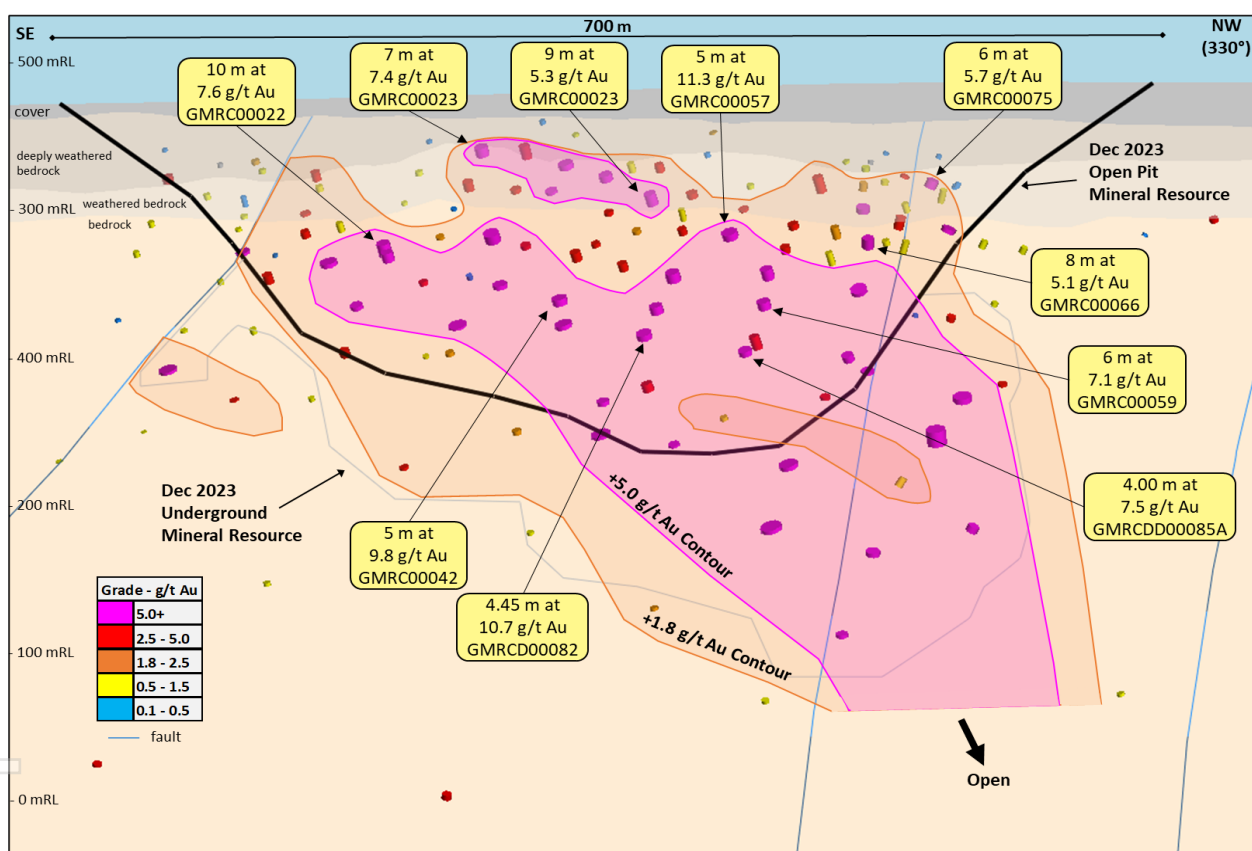 SE
700 m
NW
(330°)
500 mRL
10 m at
7.6 g/t Au
GMRC00022
7 m at
7.4 g/t Au
GMRC00023
9 m at
5.3 g/t Au
GMRC00023
5 m at
11.3 g/t Au
GMRC00057
6 m at
5.7 g/t Au
GMRC00075
cover
deeply weathered
bedrock
Dec 2023
Open Pit
Mineral Resource
weathered bedrock
300 mRL
bedrock
8 m at
5.1 g/t Au
GMRC00066
400 mRL
6 m at
7.1 g/t Au
GMRC00059
Dec 2023
Underground
Mineral Resource
200 mRL
+5.0 g/t Au Contour
4.00 m at
7.5 g/t Au
GMRCDD00085A
5 m at
9.8 g/t Au
GMRC00042
4.45 m at
10.7 g/t Au
GMRCD00082
+1.8 g/t Au Contour
100 mRL
Grade - g/t Au
5.0+
2.5 - 5.0
1.8 - 2.5
0.5 - 1.5
0.1 - 0.5
fault
Open
0 mRL